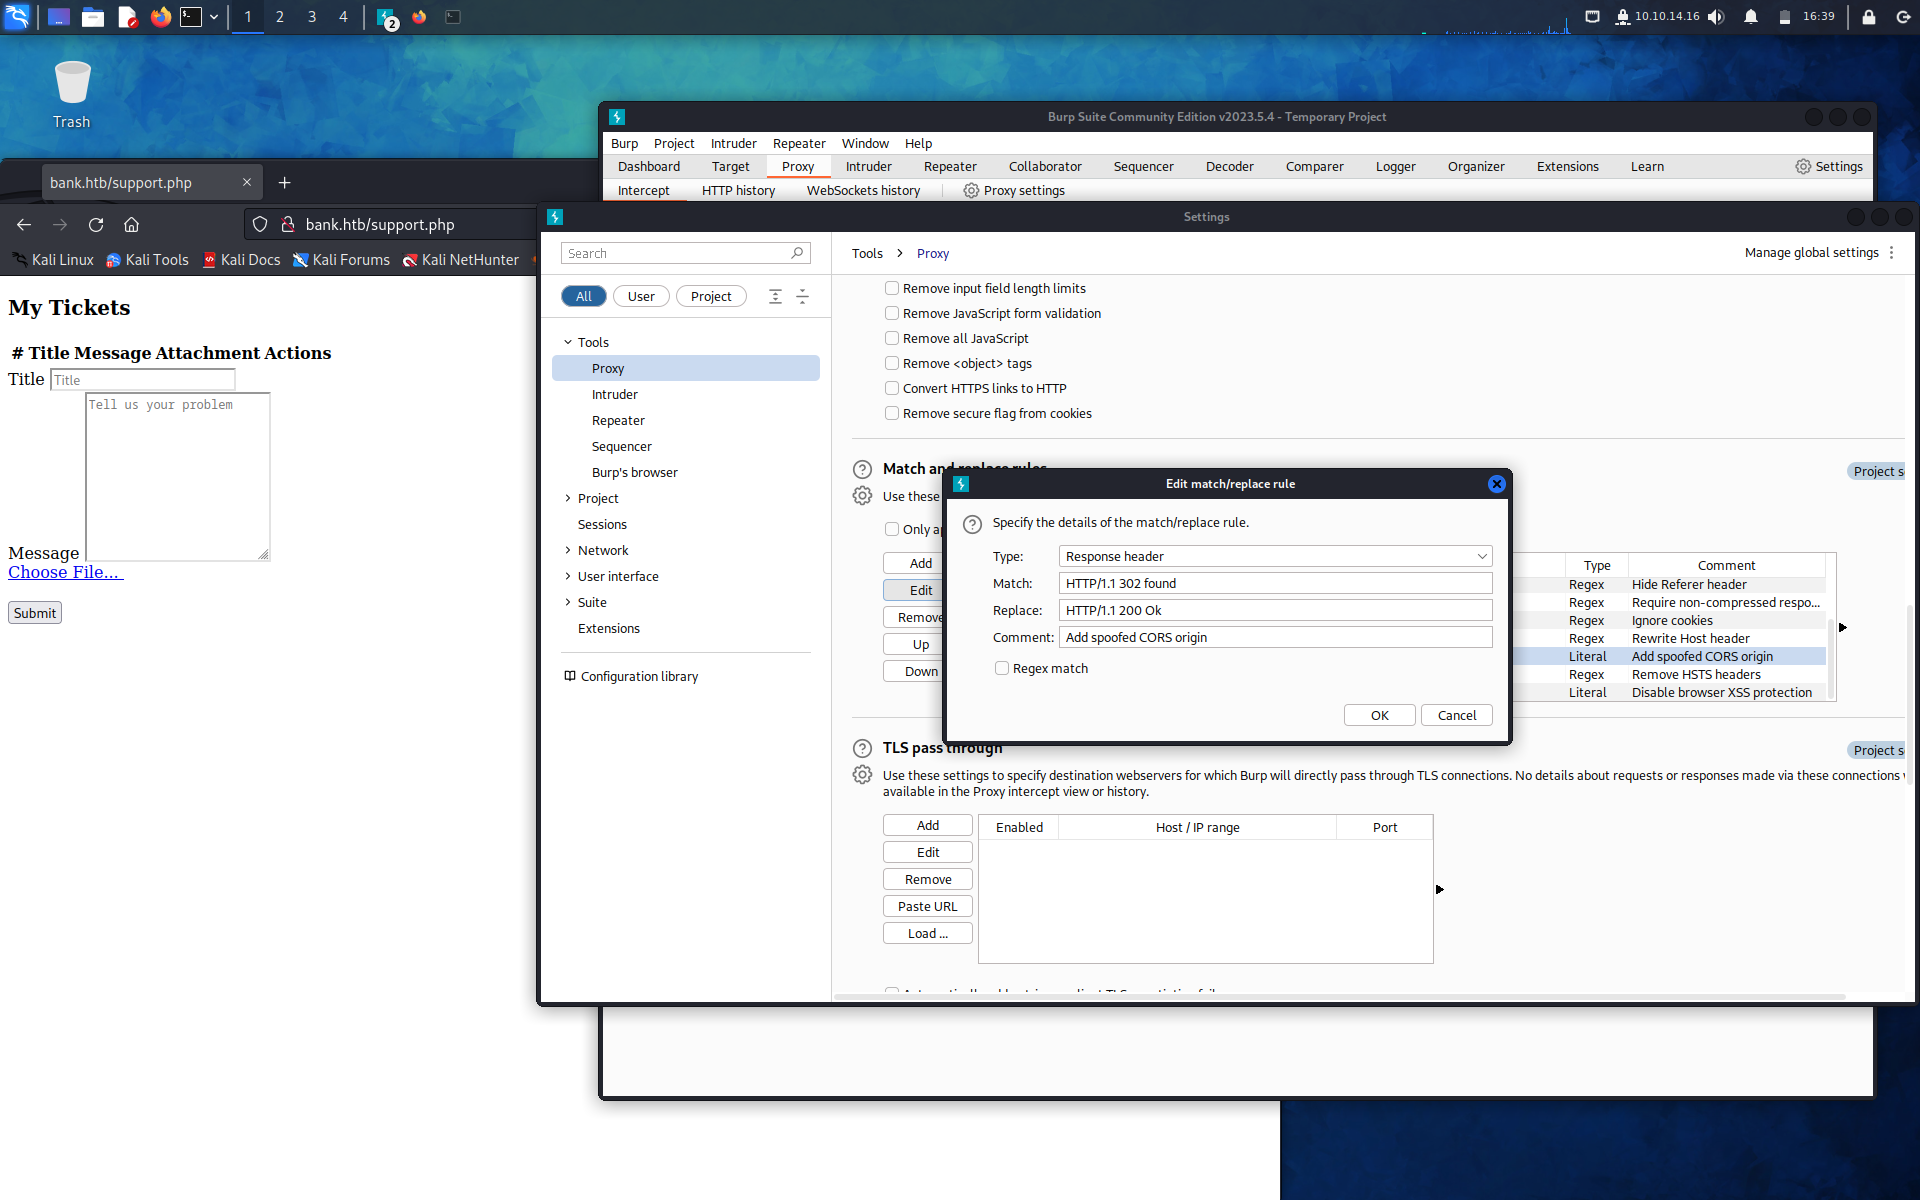 1 2 3 4
2
10.10.14.16
16:39
Trash
Burp Suite Community Edition v2023.5.4 - Temporary Project
Burp Project Intruder Repeater Window Help
Dashboard Target Proxy Intruder Repeater Collaborator Sequencer Decoder Comparer Logger Organizer Extensions Learn Settings
Intercept HTTP history WebSockets history Proxy settings
bank.htb/support.php
bank.htb/support.php
Kali Linux Kali Tools Kali Docs Kali Forums Kali NetHunter
My Tickets
# Title Message Attachment Actions
Title Title
Tell us your problem
Message
Choose File...
Submit
Settings
Search
All User Project
Tools
Proxy
Intruder
Repeater
Sequencer
Burp's browser
Project
Sessions
Network
User interface
Suite
Extensions
Configuration library
Tools > Proxy
Manage global settings
Remove input field length limits
Remove JavaScript form validation
Remove all JavaScript
Remove <object> tags
Convert HTTPS links to HTTP
Remove secure flag from cookies
Match and replace rules
Project s
Use these
Only a
Add
Edit
Remove
Up
Down
Type Comment
Regex Hide Referer header
Regex Require non-compressed respo...
Regex Ignore cookies
Regex Rewrite Host header
Literal Add spoofed CORS origin
Regex Remove HSTS headers
Literal Disable browser XSS protection
Edit match/replace rule
Specify the details of the match/replace rule.
Type: Response header
Match: HTTP/1.1 302 found
Replace: HTTP/1.1 200 Ok
Comment: Add spoofed CORS origin
Regex match
OK Cancel
TLS pass through
Project s
Use these settings to specify destination webservers for which Burp will directly pass through TLS connections. No details about requests or responses made via these connections
available in the Proxy intercept view or history.
Add
Edit
Remove
Paste URL
Load ...
Enabled Host / IP range Port